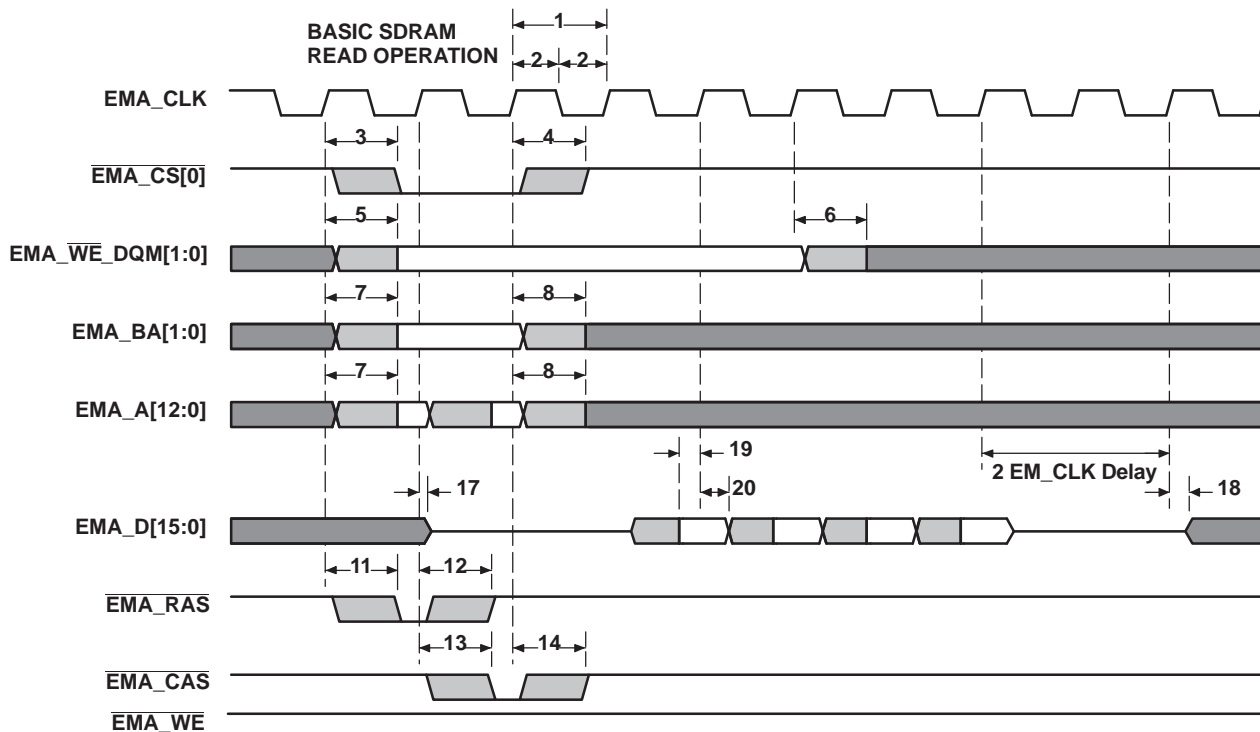 BASIC SDRAM
READ OPERATION
1
2 2
EMA_CLK
3 4
EMA_CS[0]
5 6
EMA_WE_DQM[1:0]
7 8
EMA_BA[1:0]
7 8
EMA_A[12:0]
19
2 EM_CLK Delay
17 20 18
EMA_D[15:0]
11 12
EMA_RAS
13 14
EMA_CAS
EMA_WE